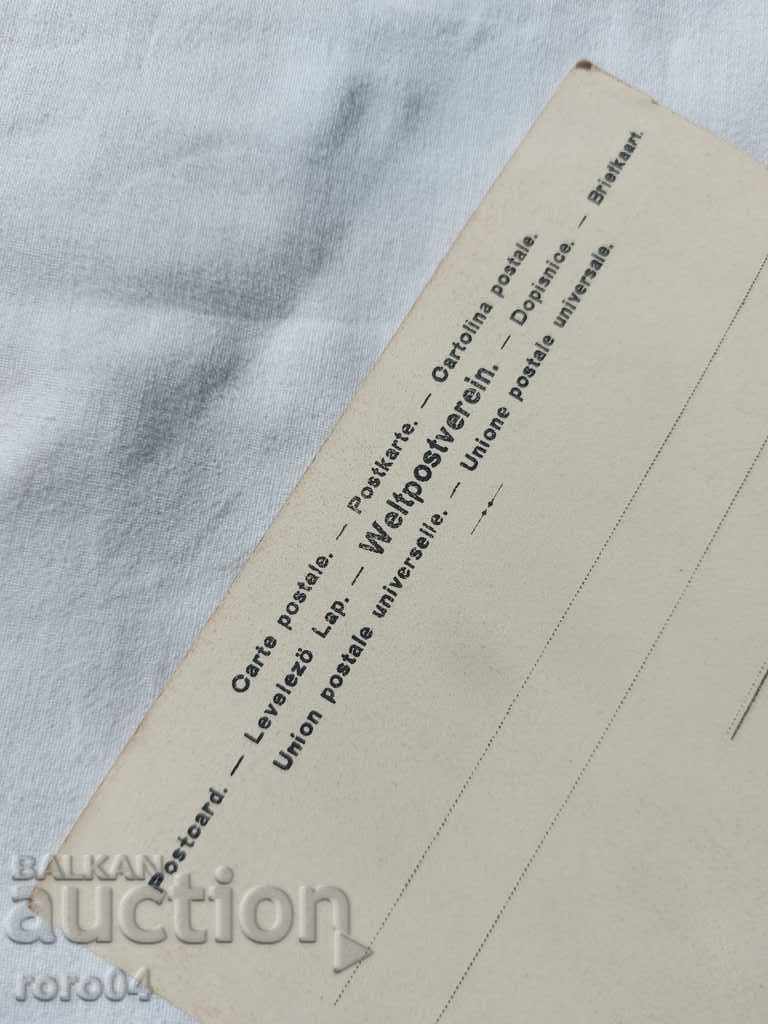 Carte postale. — Postkarte. — Cartolina postale.
Postcard. — Levelező Lap. — Weltpostverein. — Dopisnice. — Briefkaart.
Union postale universelle. — Unione postale universale.
BALKAN
auction
roro04